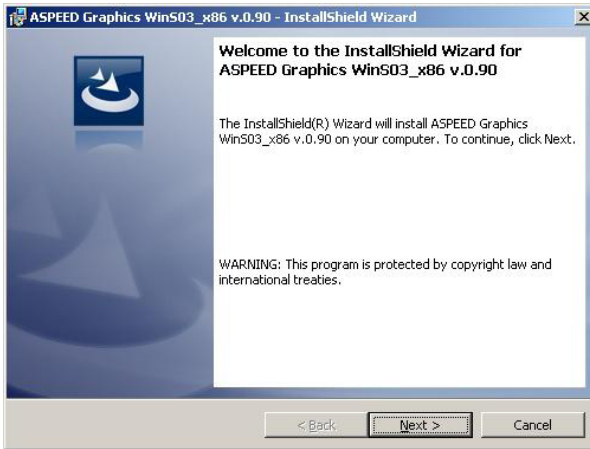 ASPEED Graphics WinS03_x86 v.0.90 - InstallShield Wizard
Welcome to the InstallShield Wizard for
ASPEED Graphics WinS03_x86 v.0.90
The InstallShield(R) Wizard will install ASPEED Graphics
WinS03_x86 v.0.90 on your computer. To continue, click Next.
WARNING: This program is protected by copyright law and
international treaties.
< Back
Next >
Cancel